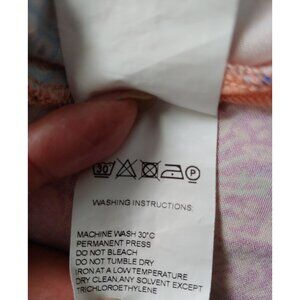 30
P
WASHING INSTRUCTIONS:
MACHINE WASH 30°C
PERMANENT PRESS
DO NOT BLEACH
DO NOT TUMBLE DRY
IRON AT A LOW TEMPERATURE
DRY CLEAN ANY SOLVENT EXCEPT
TRICHLOROETHYLENE